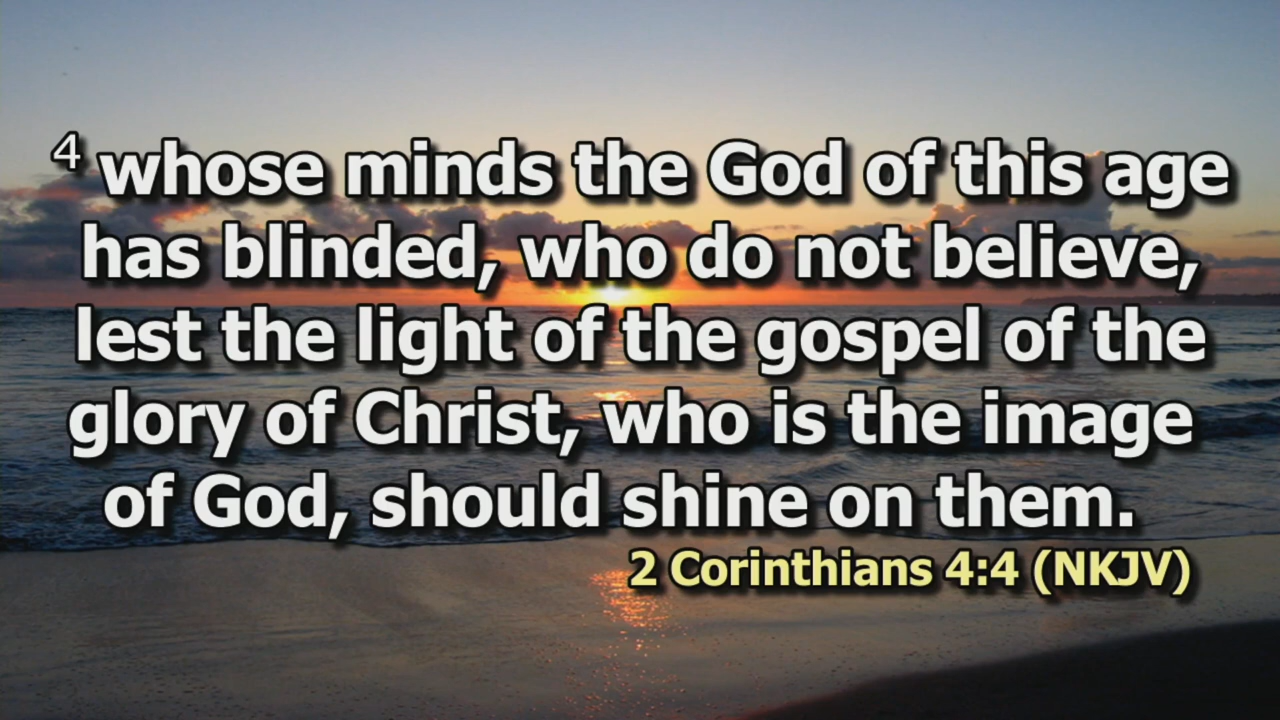 4 whose minds the God of this age
has blinded, who do not believe,
lest the light of the gospel of the
glory of Christ, who is the image
of God, should shine on them.
2 Corinthians 4:4 (NKJV)